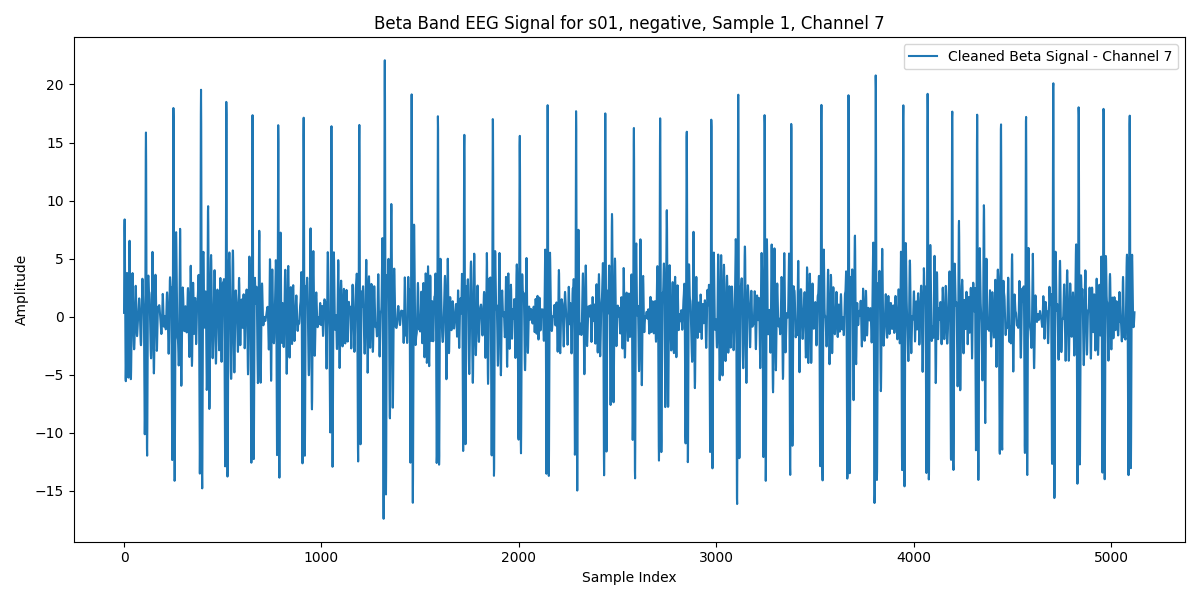 Beta Band EEG Signal for s01, negative, Sample 1, Channel 7
Cleaned Beta Signal - Channel 7
Amplitude
20
15
10
5
0
−5
−10
−15
0 1000 2000 3000 4000 5000
Sample Index